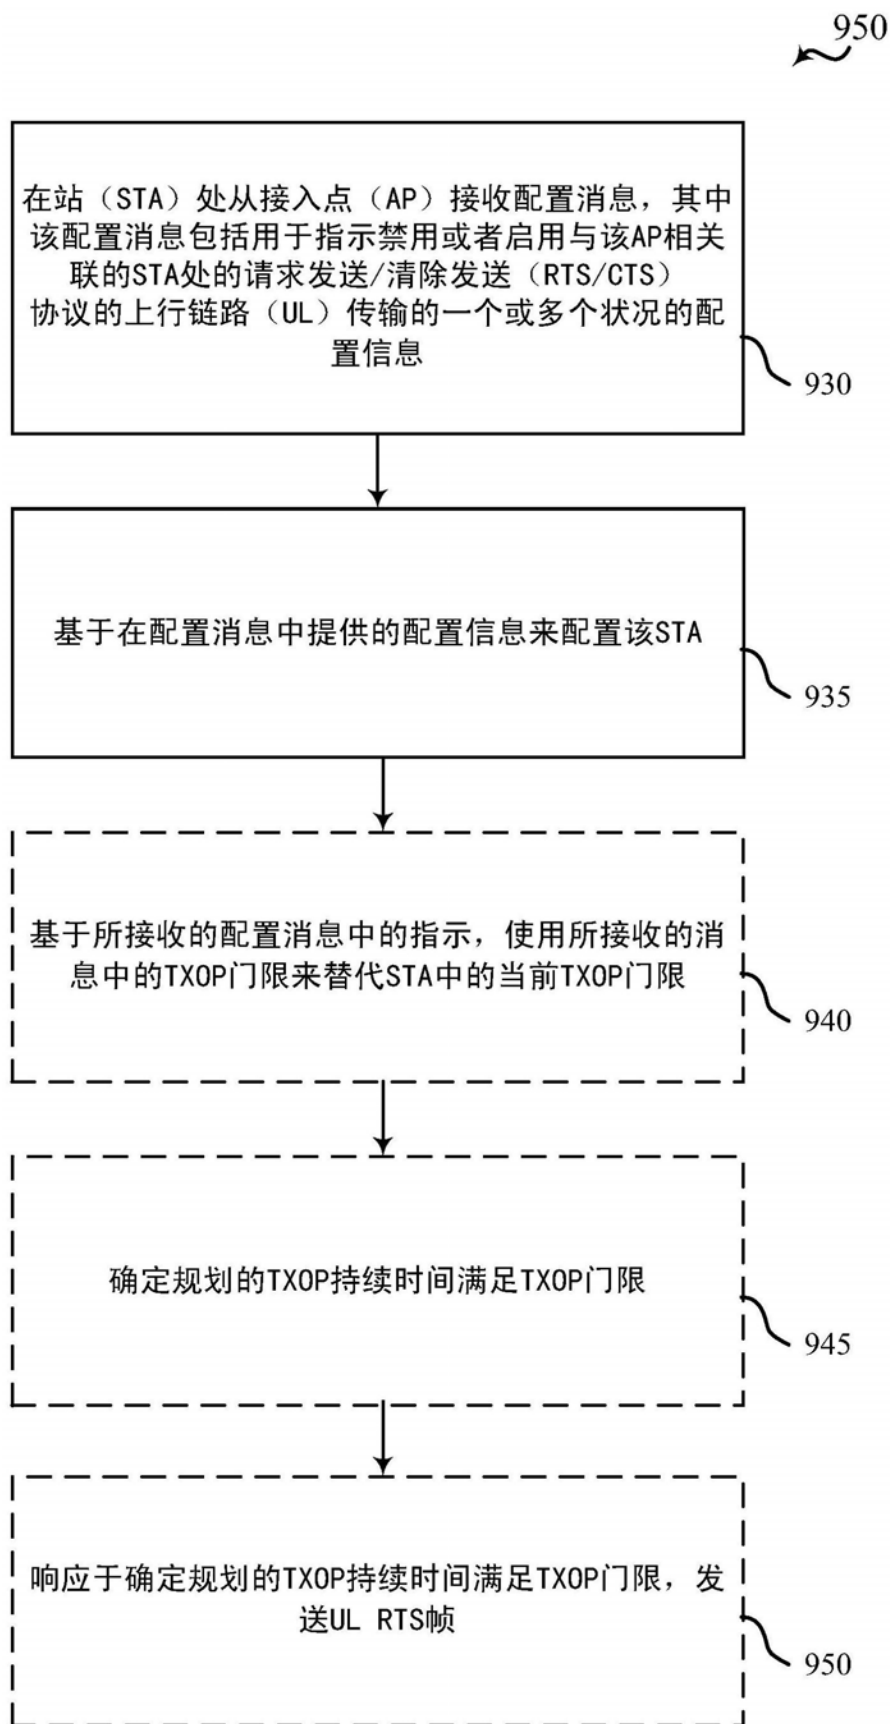 950
在站（STA）处从接入点（AP）接收配置消息，其中
该配置消息包括用于指示禁用或者启用与该AP相关
联的STA处的请求发送/清除发送（RTS/CTS）
协议的上行链路（UL）传输的一个或多个状况的配
置信息
930
基于在配置消息中提供的配置信息来配置该STA
935
基于所接收的配置消息中的指示，使用所接收的消
息中的TXOP门限来替代STA中的当前TXOP门限
940
确定规划的TXOP持续时间满足TXOP门限
945
响应于确定规划的TXOP持续时间满足TXOP门限，发
送UL RTS帧
950